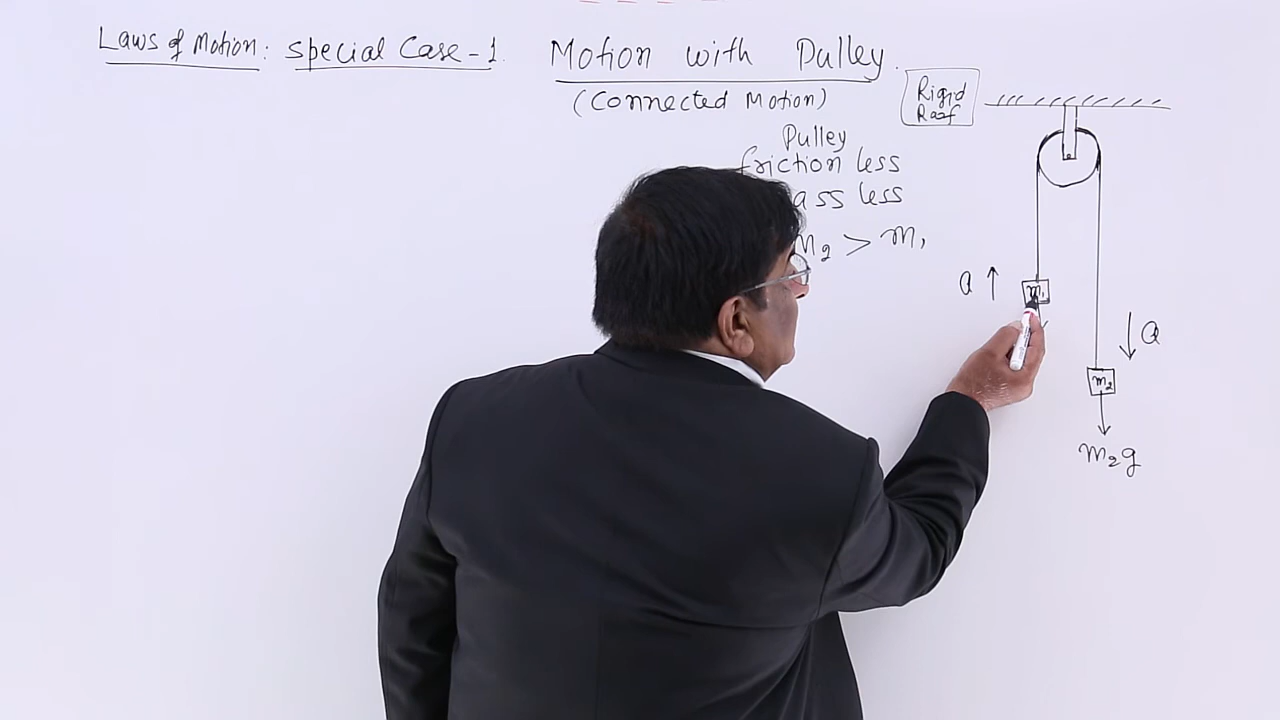 Laws of Motion: Special Case-1. Motion with Pulley.
(Connected Motion)
Rigid
Roof
Pulley
friction less
ass less
m2 > m1
a ↑
m1
↓ a
m2
m2g